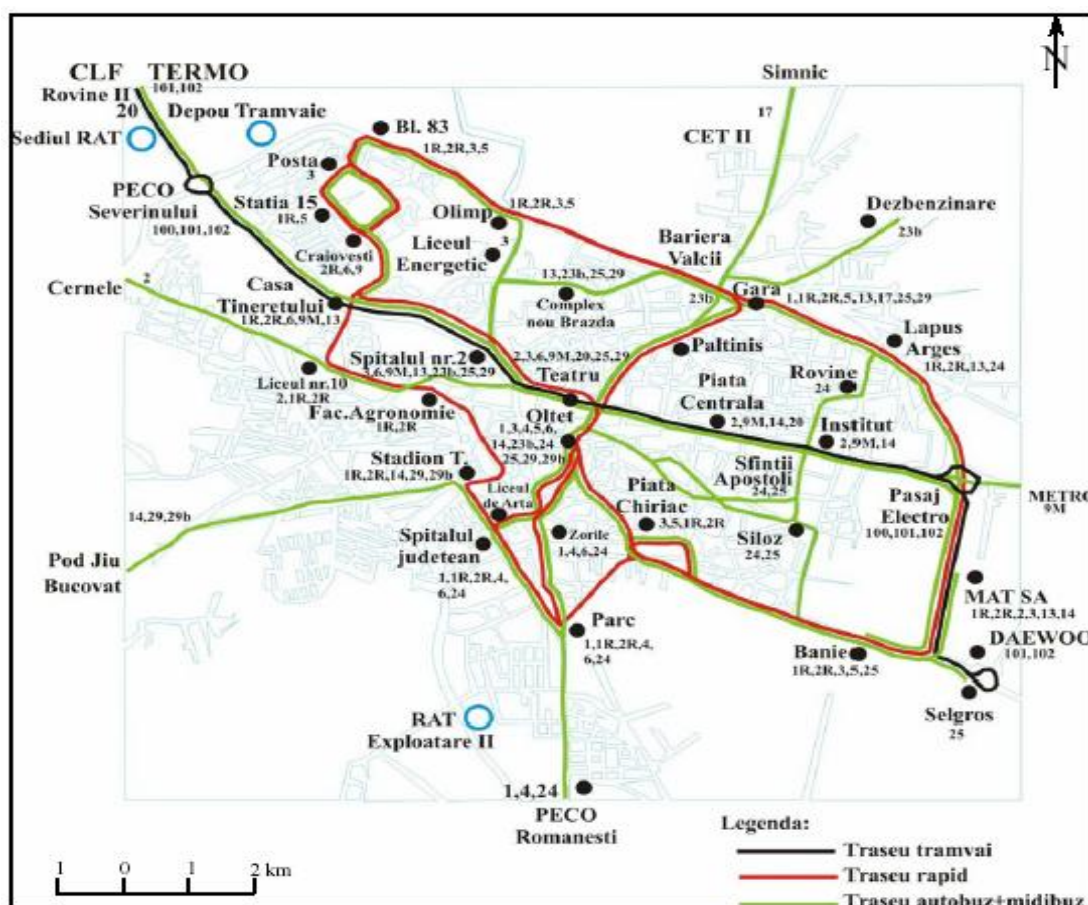 N
CLF TERMO
101,102
Rovine II
20
Depou Tramvaie
Sediul RAT
Bl. 83
1R,2R,3,5
Posta
3
PECO
Severinului
100,101,102
Statia 15
1R,5
Craiovesti
2R,6,9
Olimp
1R,2R,3,5
3
Liceul
Energetic
Simnic
17
CET II
Dezbenzinare
23b
Bariera
Valcii
13,23b,25,29
Complex
nou Brazda
23b
Gara
1,1R,2R,5,13,17,25,29
Cernele
2
Casa
Tineretului
1R,2R,6,9M,13
Lapus
Arges
1R,2R,13,24
Paltinis
Spitalul nr.2
3,6,9M,13,23b,25,29
2,3,6,9M,20,25,29
Teatru
Rovine
24
Liceul nr.10
2,1R,2R
Fac.Agronomie
1R,2R
Piata
Centrala
2,9M,14,20
Institut
2,9M,14
Oltet
1,3,4,5,6,
14,23b,24
25,29,29b
Stadion T.
1R,2R,14,29,29b
Sfintii
Apostoli
24,25
Pasaj
Electro
100,101,102
METRO
9M
Liceul
de Arta
Piata
Chiriac
3,5,1R,2R
14,29,29b
Pod Jiu
Bucovat
Spitalul
judetean
1,1R,2R,4,
6,24
Zorile
1,4,6,24
Siloz
24,25
MAT SA
1R,2R,2,3,13,14
Parc
1,1R,2R,4,
6,24
DAEWOO
101,102
Banie
1R,2R,3,5,25
Selgros
25
RAT
Exploatare II
1,4,24
PECO
Romanesti
Legenda:
Traseu tramvai
Traseu rapid
Traseu autobuz+midibuz
1 0 1 2 km